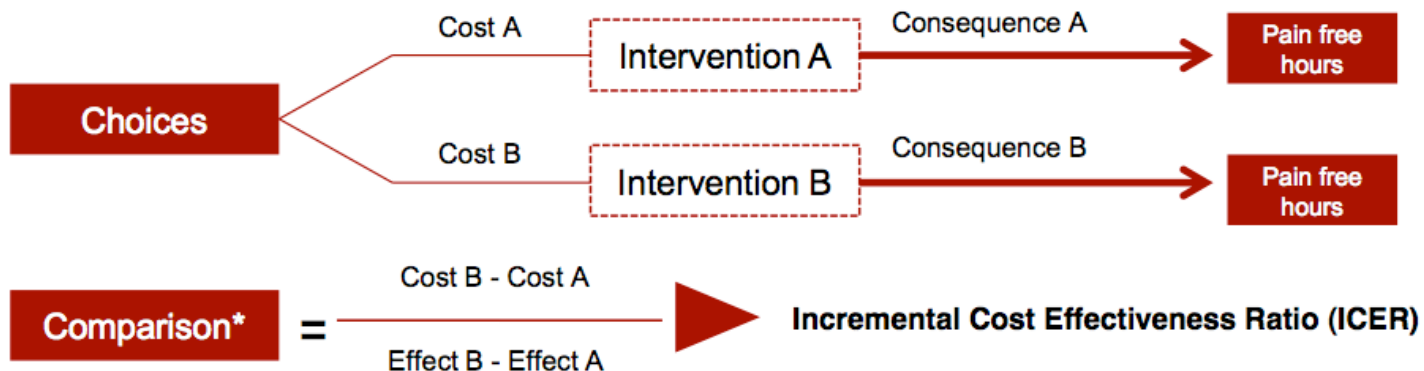 Cost A
Consequence A
Intervention A
Pain free
hours
Choices
Cost B
Consequence B
Intervention B
Pain free
hours
Cost B - Cost A
Comparison* =
Effect B - Effect A
Incremental Cost Effectiveness Ratio (ICER)